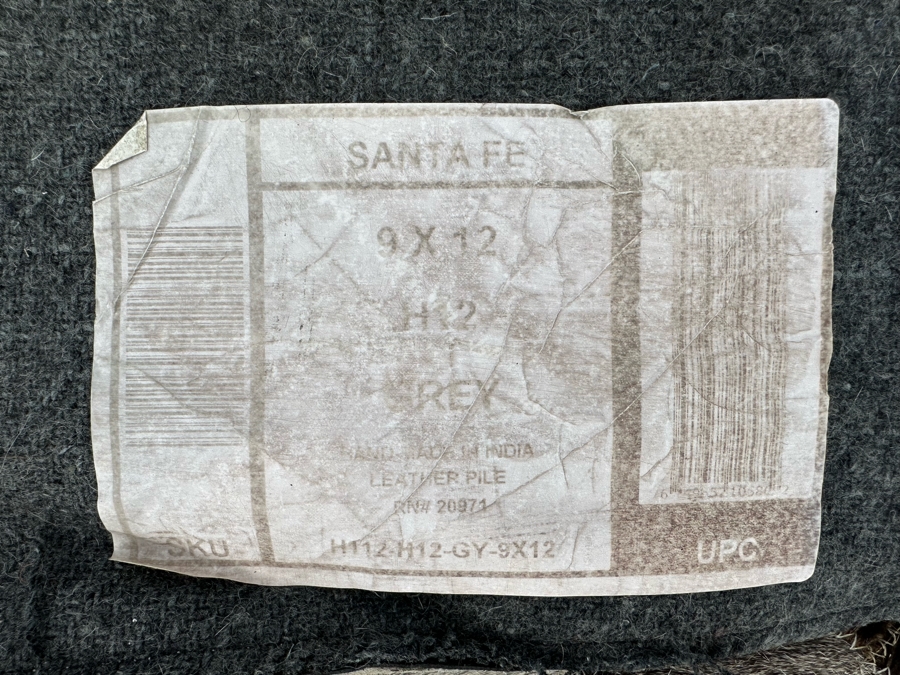 SANTA FE
9 X 12
H12
GREY
HAND MADE IN INDIA
LEATHER PILE
RN# 20971
SKU
H112-H12-GY-9X12
UPC